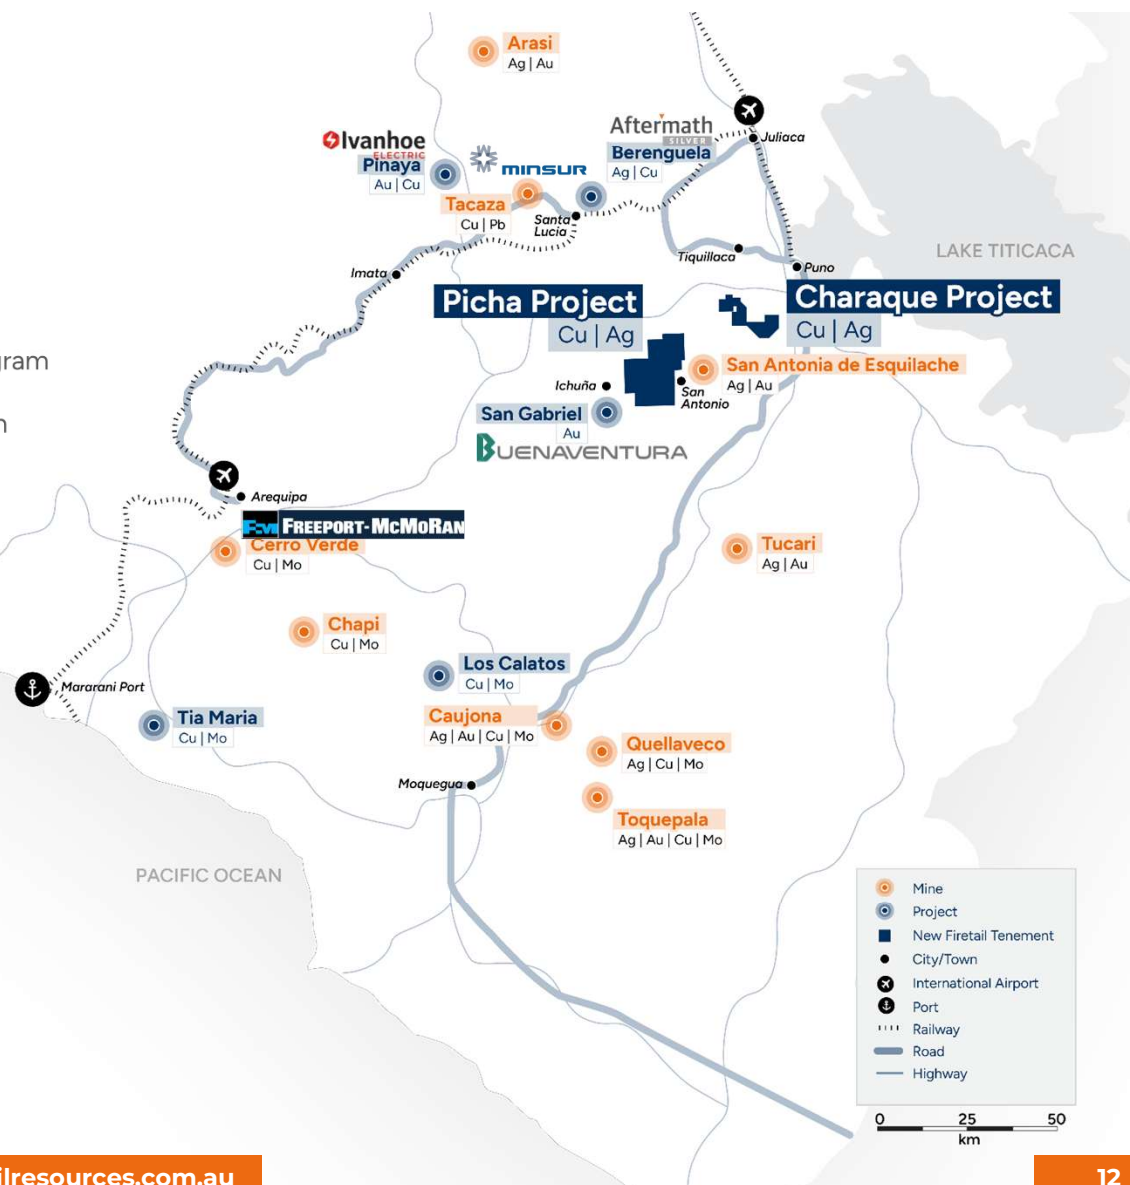 Arasi
Ag | Au
Ivanhoe
ELECTRIC
Pinaya
Au | Cu
MINSUR
Aftermath
SILVER
Berenguela
Ag | Cu
Juliaca
Tacaza
Cu | Pb
Santa
Lucia
Tiquillaca
Puno
LAKE TITICACA
Imata
Picha Project
Cu | Ag
Charaque Project
Cu | Ag
gram
San Antonia de Esquilache
Ag | Au
Ichuña
San
Antonio
San Gabriel
Au
BUENAVENTURA
n
Arequipa
FREEPORT-MCMORAN
Cerro Verde
Cu | Mo
Tucari
Ag | Au
Chapi
Cu | Mo
Los Calatos
Cu | Mo
Mararani Port
Tia Maria
Cu | Mo
Caujona
Ag | Au | Cu | Mo
Quellaveco
Ag | Cu | Mo
Moquegua
Toquepala
Ag | Au | Cu | Mo
PACIFIC OCEAN
Mine
Project
New Firetail Tenement
City/Town
International Airport
Port
Railway
Road
Highway
0 25 50
km
ilresources.com.au
12